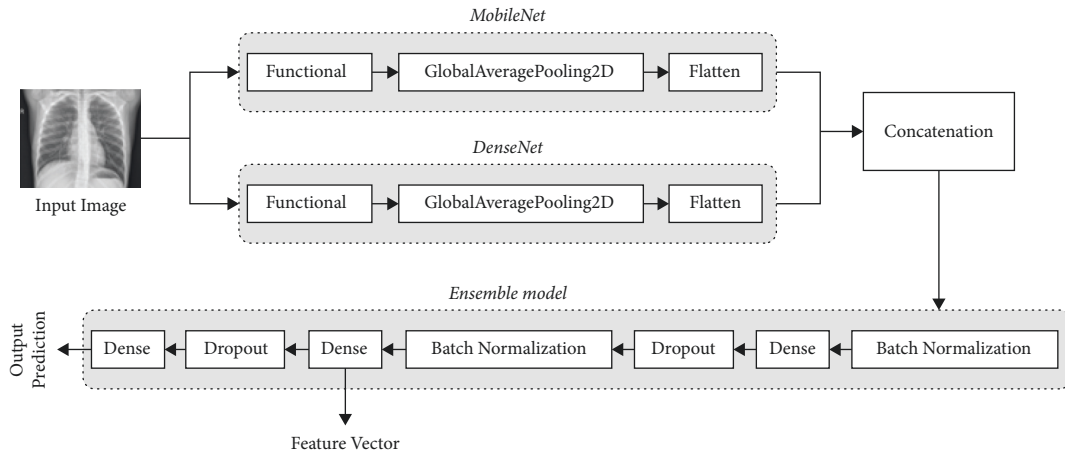 MobileNet
Functional
GlobalAveragePooling2D
Flatten
Concatenation
Input Image
DenseNet
Functional
GlobalAveragePooling2D
Flatten
Ensemble model
Output
Prediction
Dense
Dropout
Dense
Batch Normalization
Dropout
Dense
Batch Normalization
Feature Vector